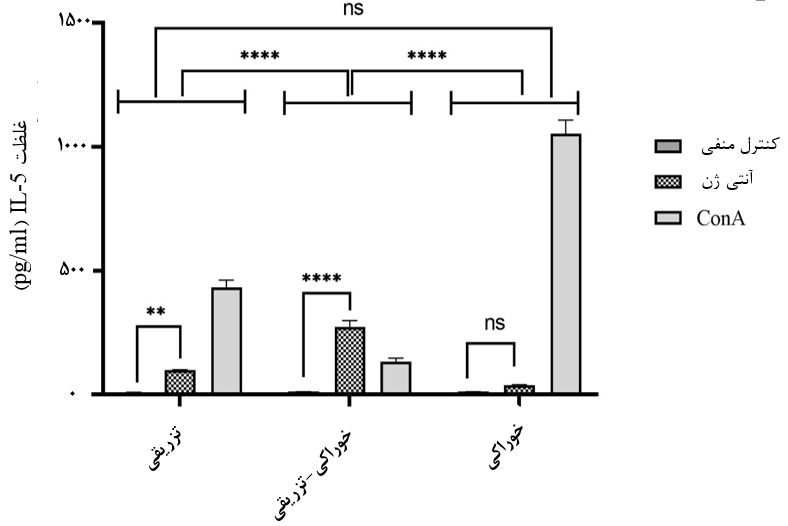 ns
۱۵۰۰
****
****
۱۰۰۰
غلظت IL-5 (pg/ml)
کنترل منفی
آنتی ژن
ConA
۵۰۰
**
****
ns
۰
تزریقی
خوراکی-تزریقی
خوراکی